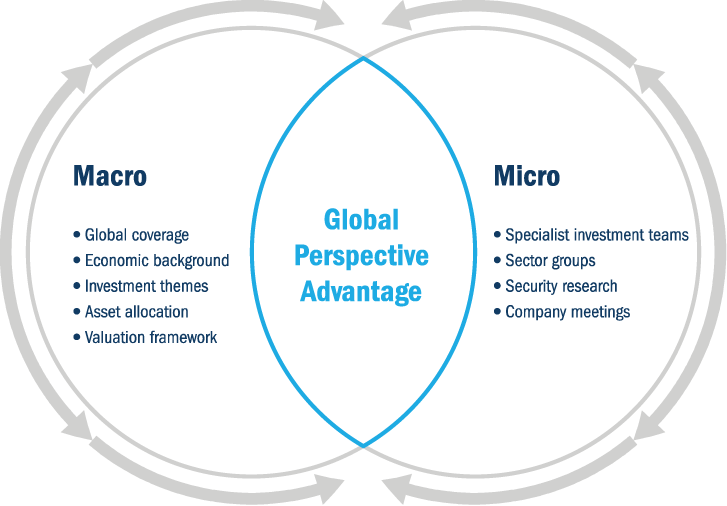 Macro
• Global coverage
• Economic background
• Investment themes
• Asset allocation
• Valuation framework
Global
Perspective
Advantage
Micro
• Specialist investment teams
• Sector groups
• Security research
• Company meetings